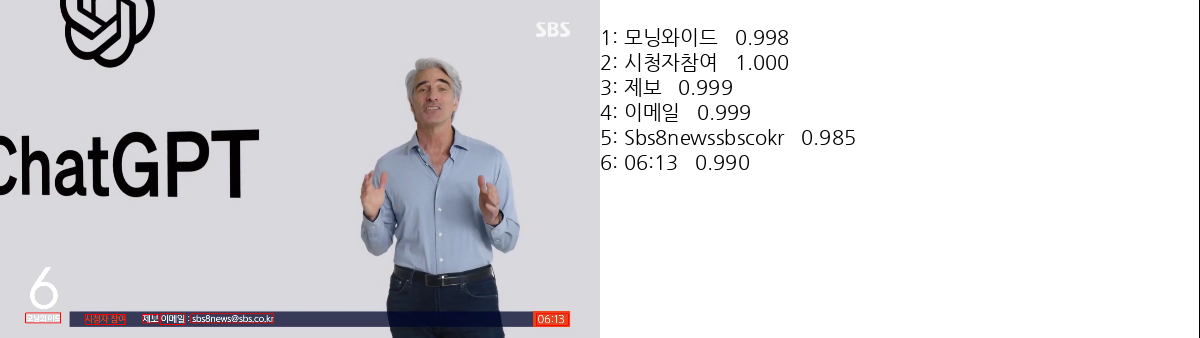 SBS
ChatGPT
6
모닝와이드
시청자 참여 제보 이메일 : sbs8news@sbs.co.kr 06:13
1: 모닝와이드 0.998
2: 시청자참여 1.000
3: 제보 0.999
4: 이메일 0.999
5: Sbs8newssbscokr 0.985
6: 06:13 0.990